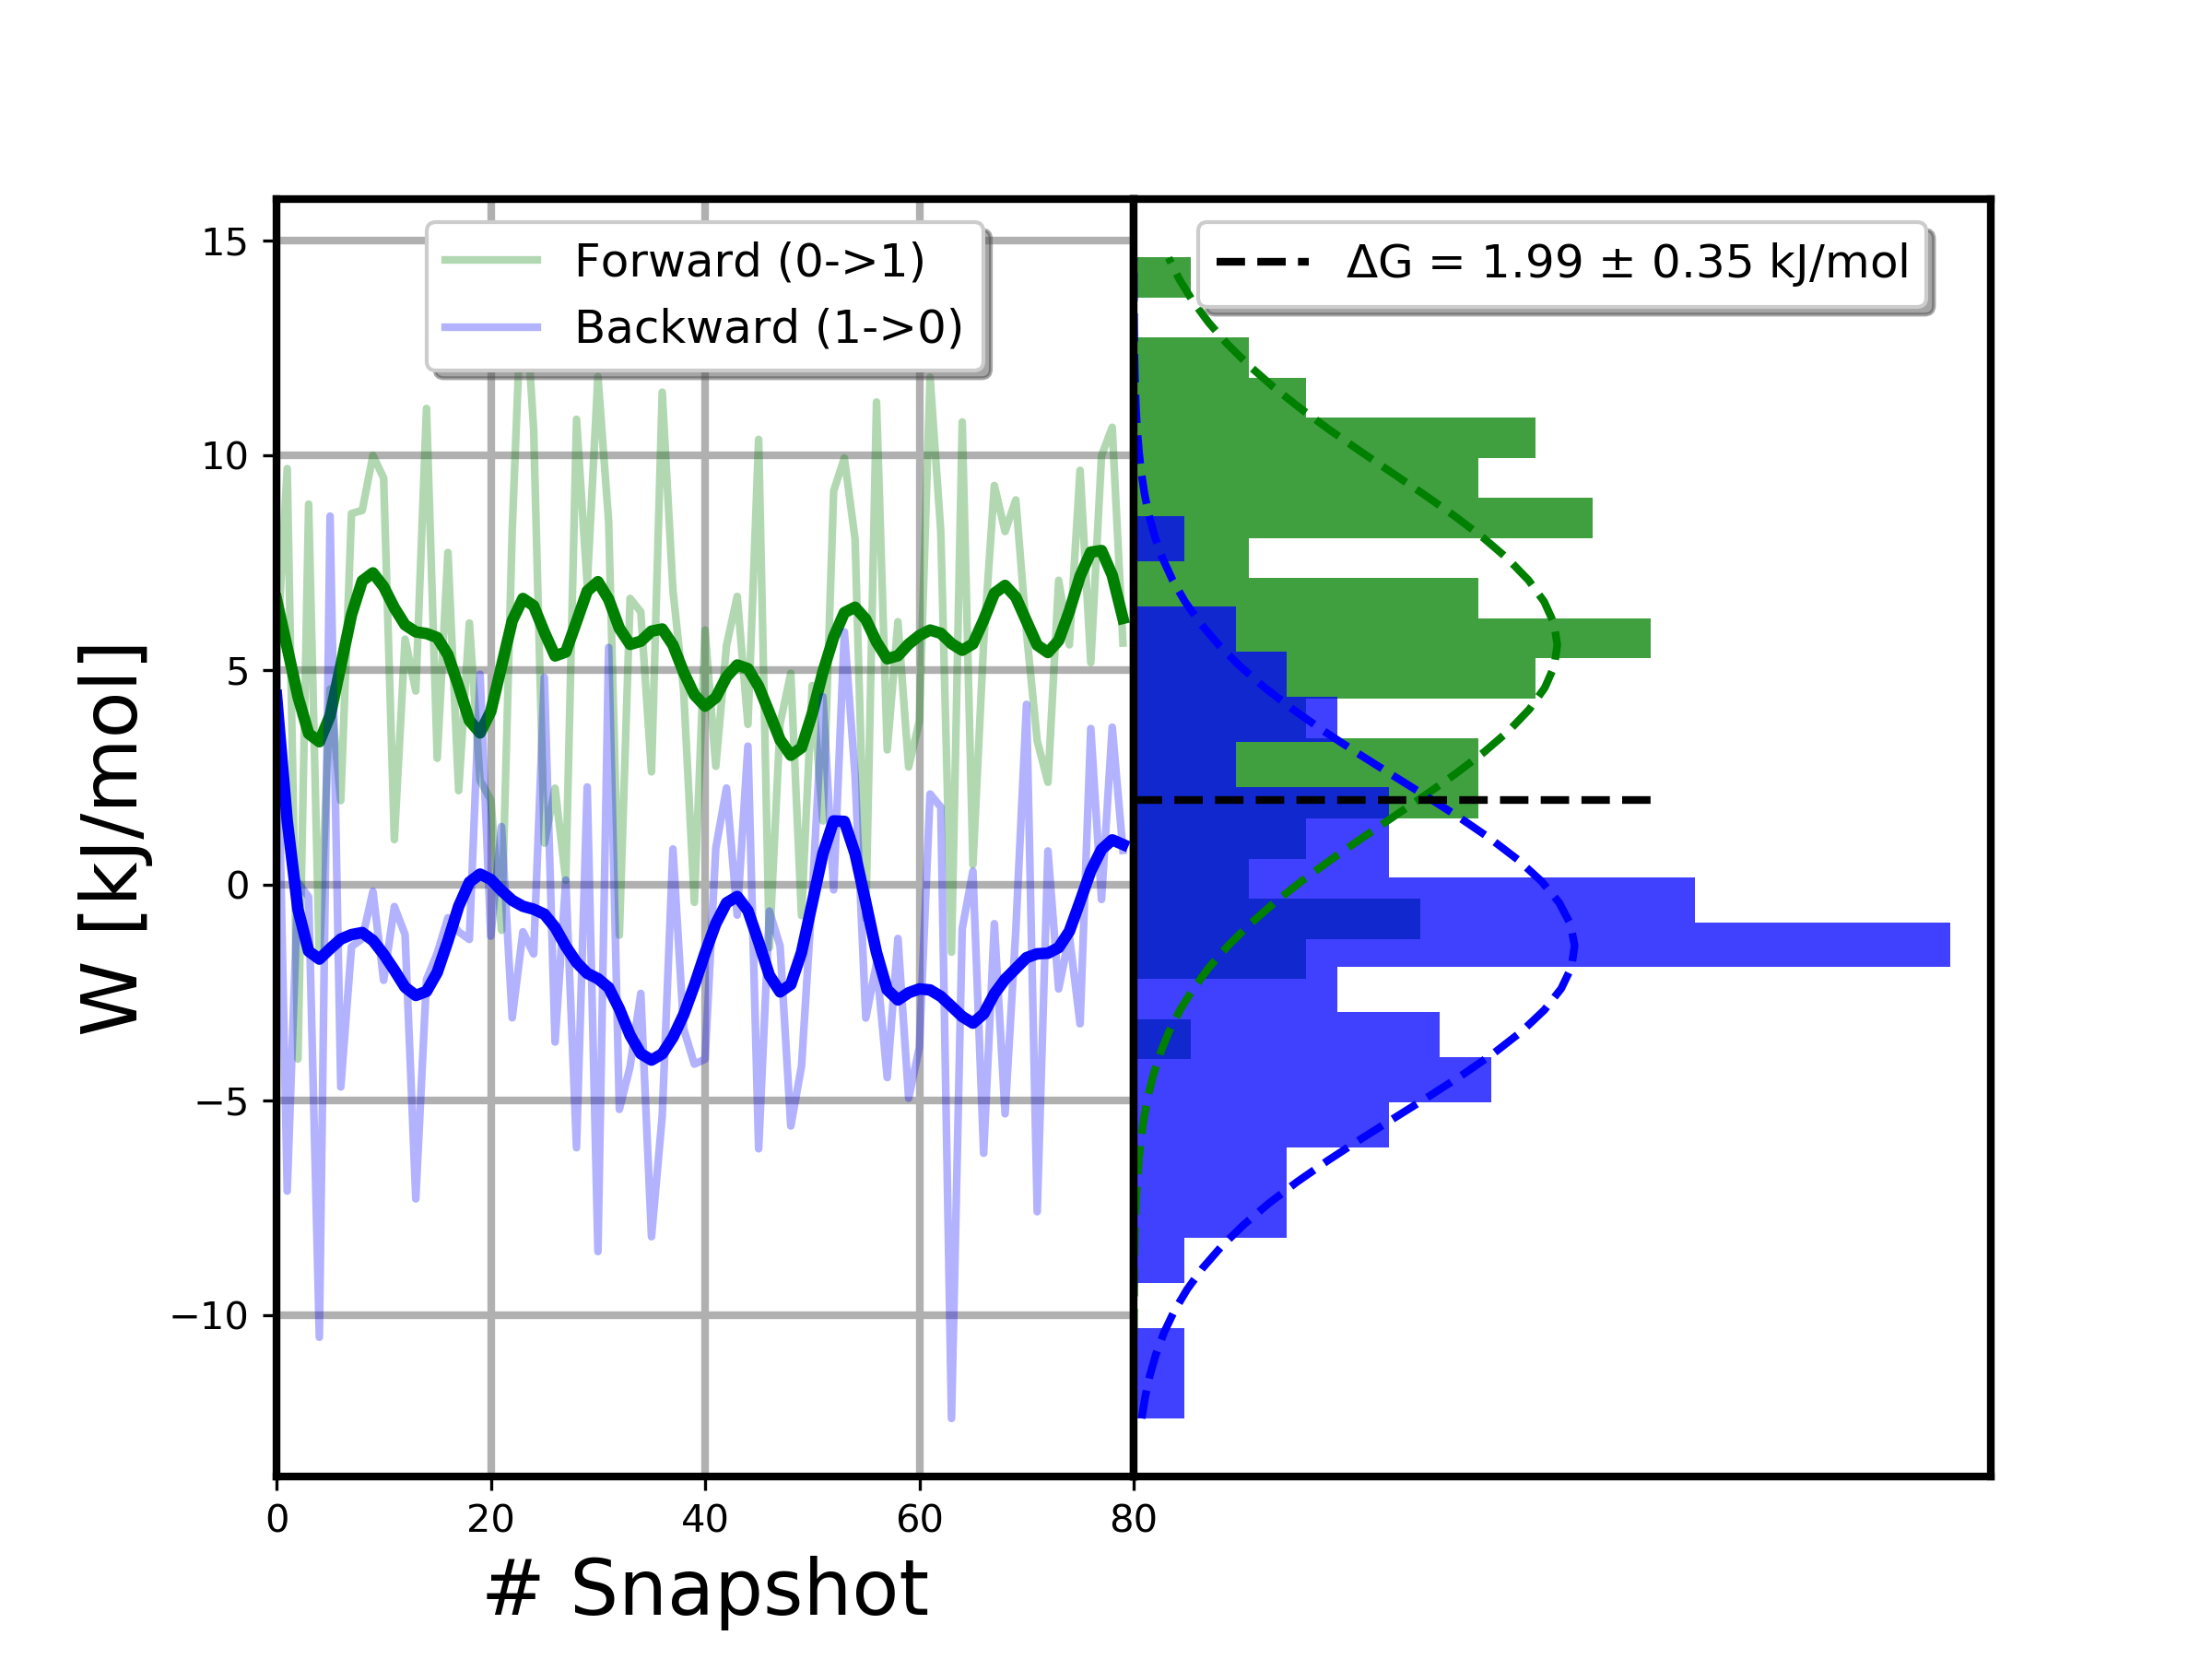 Forward (0->1)
Backward (1->0)
ΔG = 1.99 ± 0.35 kJ/mol
W [kJ/mol]
15
10
5
0
−5
−10
0 20 40 60 80
# Snapshot